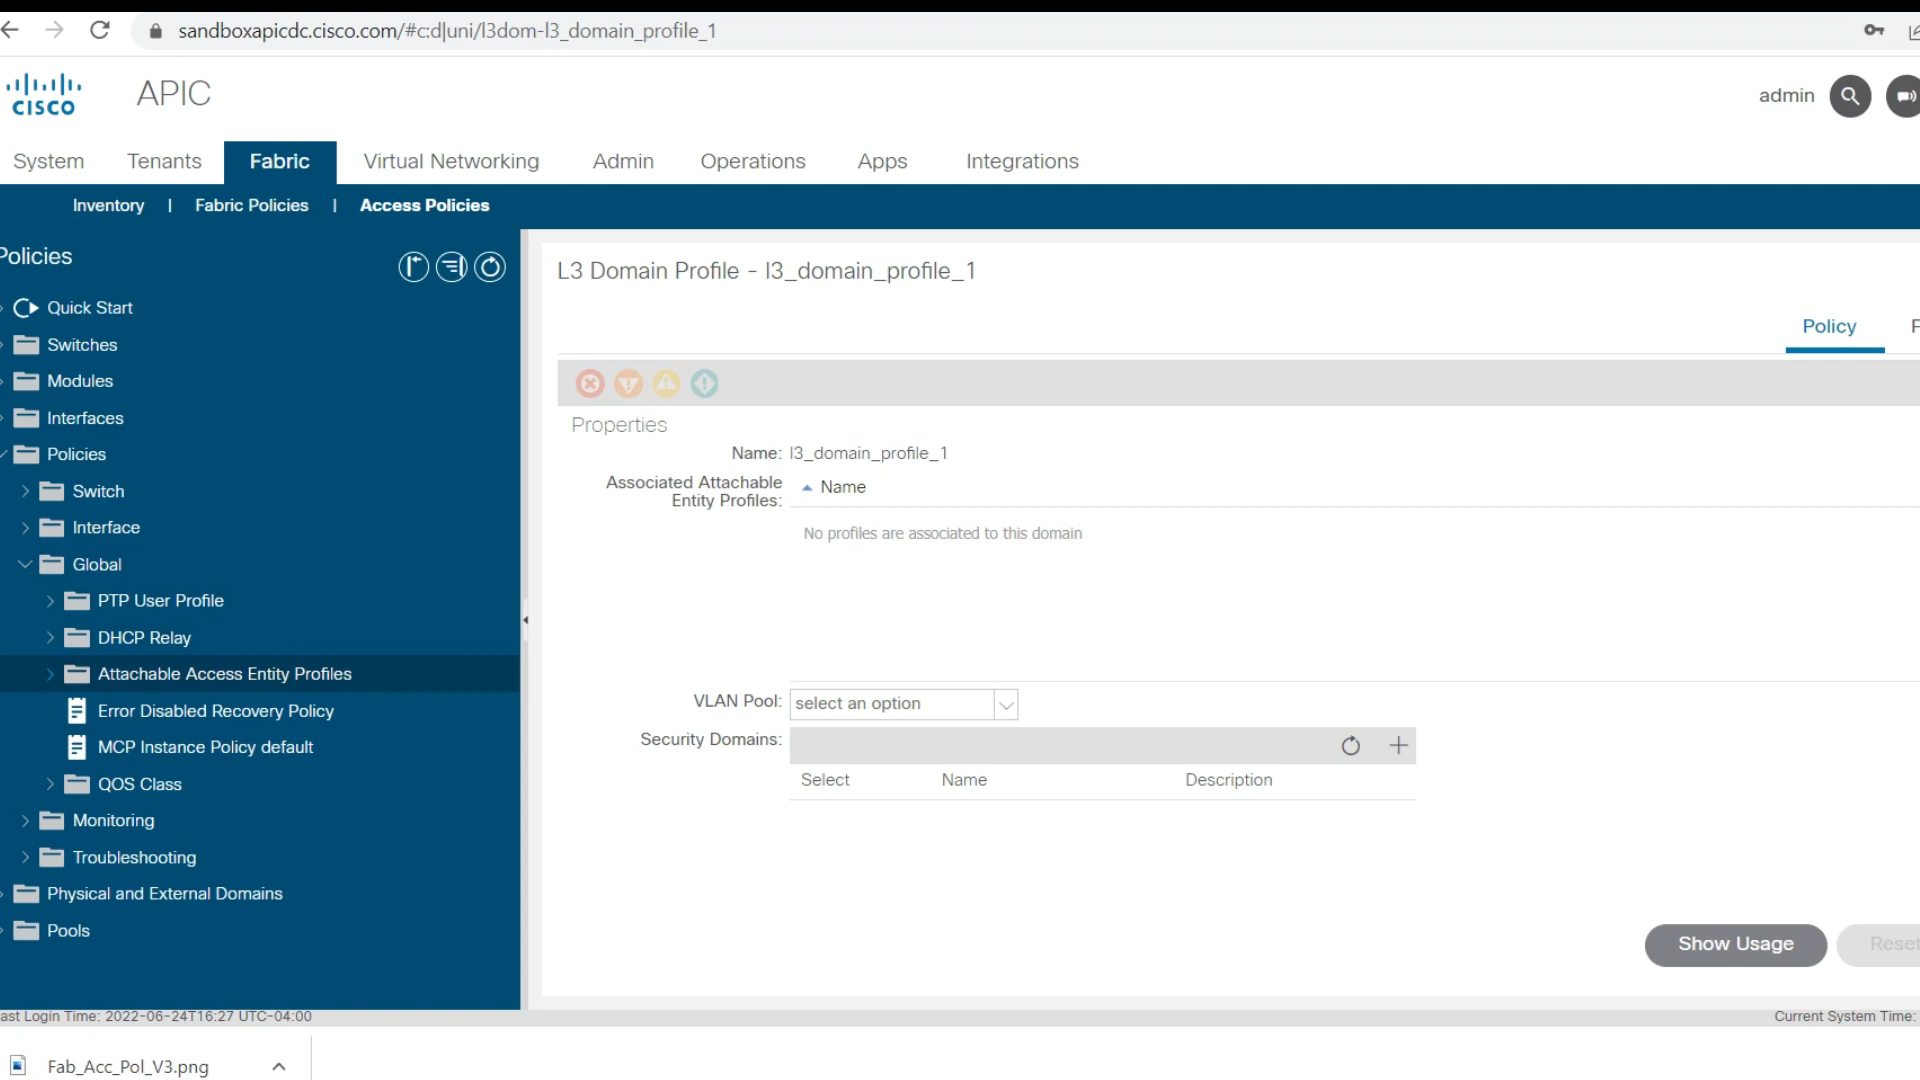 sandboxapicdc.cisco.com/#c:d|uni/l3dom-l3_domain_profile_1
CISCO
APIC
admin
System Tenants Fabric Virtual Networking Admin Operations Apps Integrations
Inventory | Fabric Policies | Access Policies
Policies
Quick Start
Switches
Modules
Interfaces
Policies
Switch
Interface
Global
PTP User Profile
DHCP Relay
Attachable Access Entity Profiles
Error Disabled Recovery Policy
MCP Instance Policy default
QOS Class
Monitoring
Troubleshooting
Physical and External Domains
Pools
L3 Domain Profile - l3_domain_profile_1
Policy
Properties
Name: l3_domain_profile_1
Associated Attachable
Entity Profiles:
Name
No profiles are associated to this domain
VLAN Pool: select an option
Security Domains:
Select Name Description
Show Usage Reset
ast Login Time: 2022-06-24T16:27 UTC-04:00
Current System Time:
Fab_Acc_Pol_V3.png